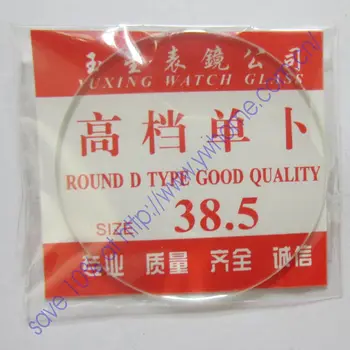 玉星表鏡公司
YUXING WATCH GLASS
高档单卜
ROUND D TYPE GOOD QUALITY
SIZE 38.5
专业 质量 齐全 诚信